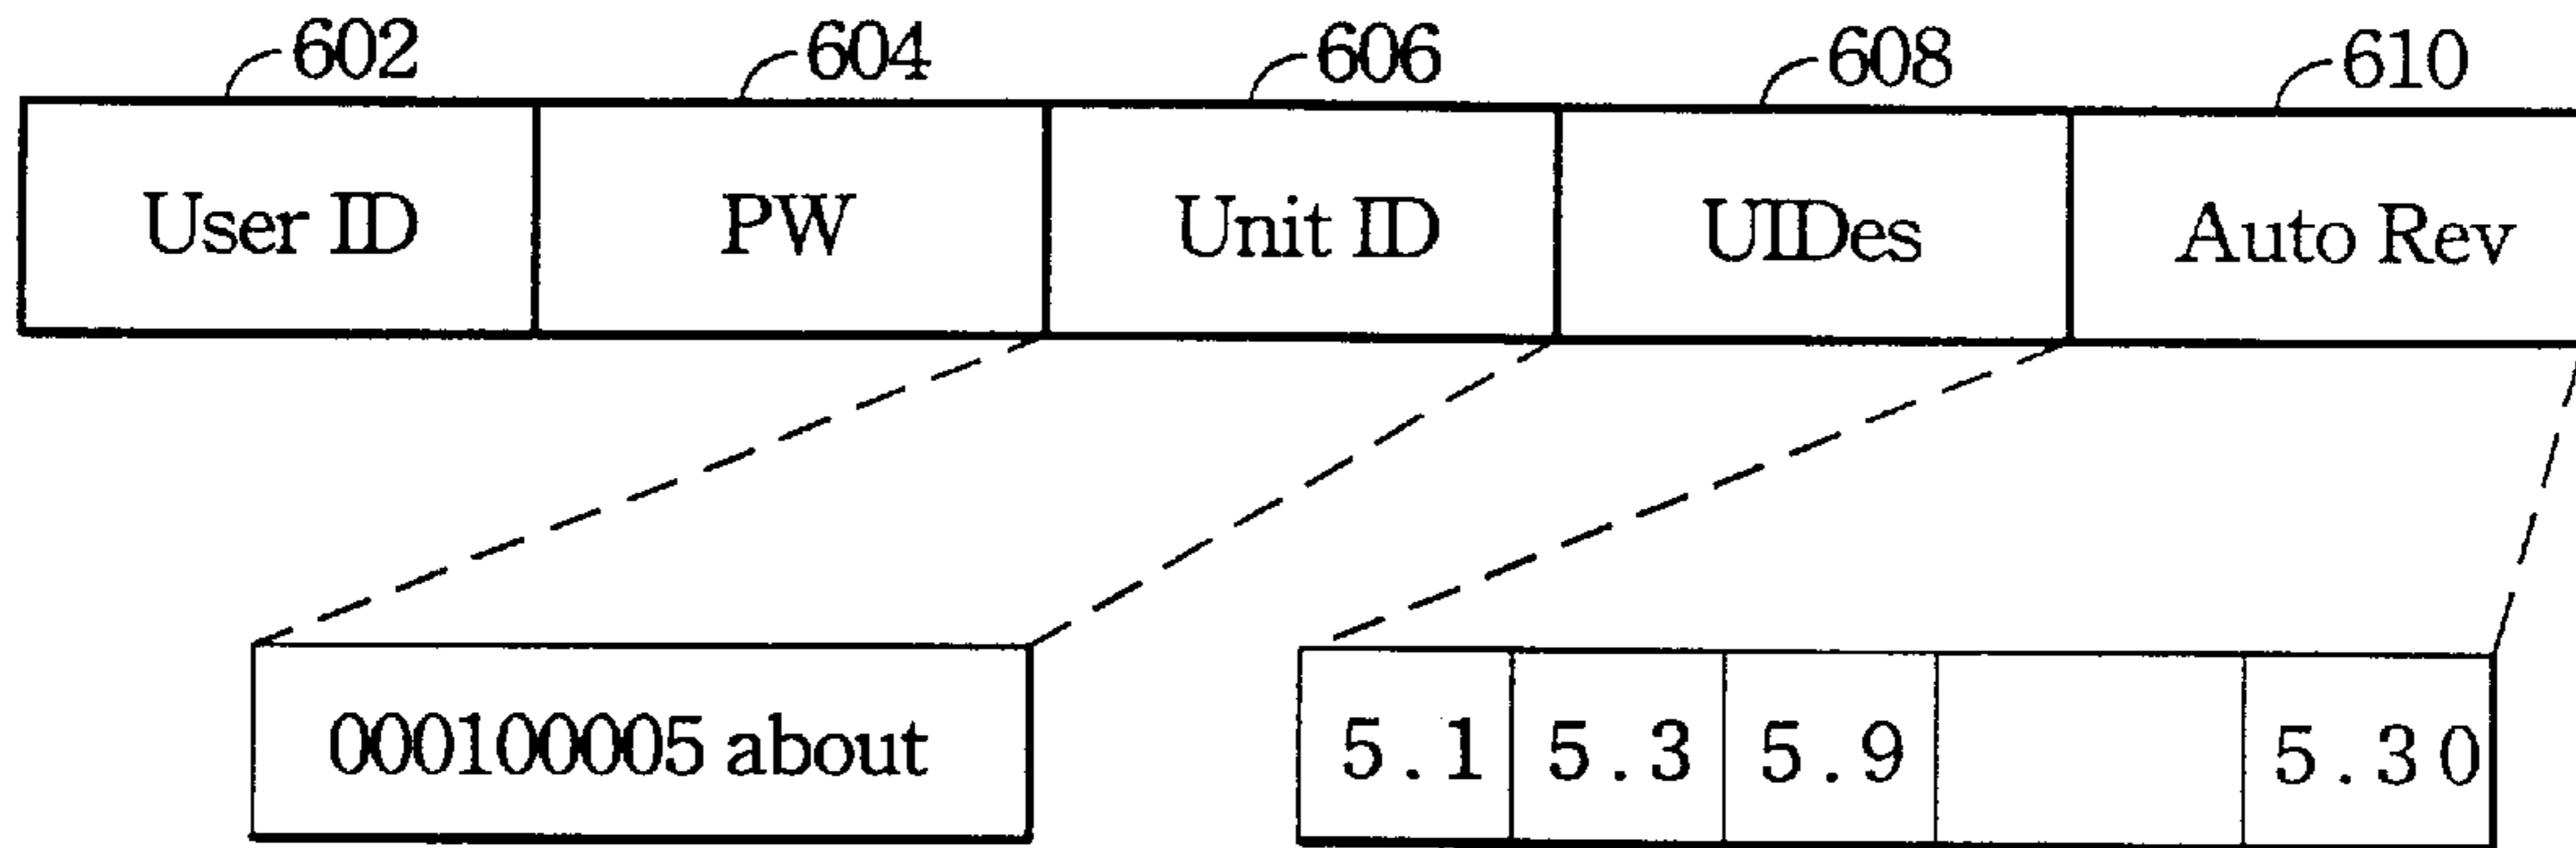 602 604 606 608 610
User ID PW Unit ID UIDes Auto Rev
000100005 about 5.1 5.3 5.9 5.30